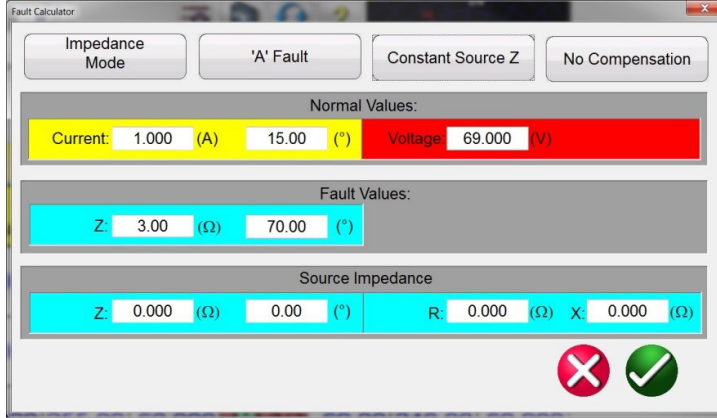 Fault Calculator
Impedance
Mode
'A' Fault
Constant Source Z
No Compensation
Normal Values:
Current: 1.000 (A) 15.00 (°) Voltage: 69.000 (V)
Fault Values:
Z: 3.00 (Ω) 70.00 (°)
Source Impedance
Z: 0.000 (Ω) 0.00 (°) R: 0.000 (Ω) X: 0.000 (Ω)